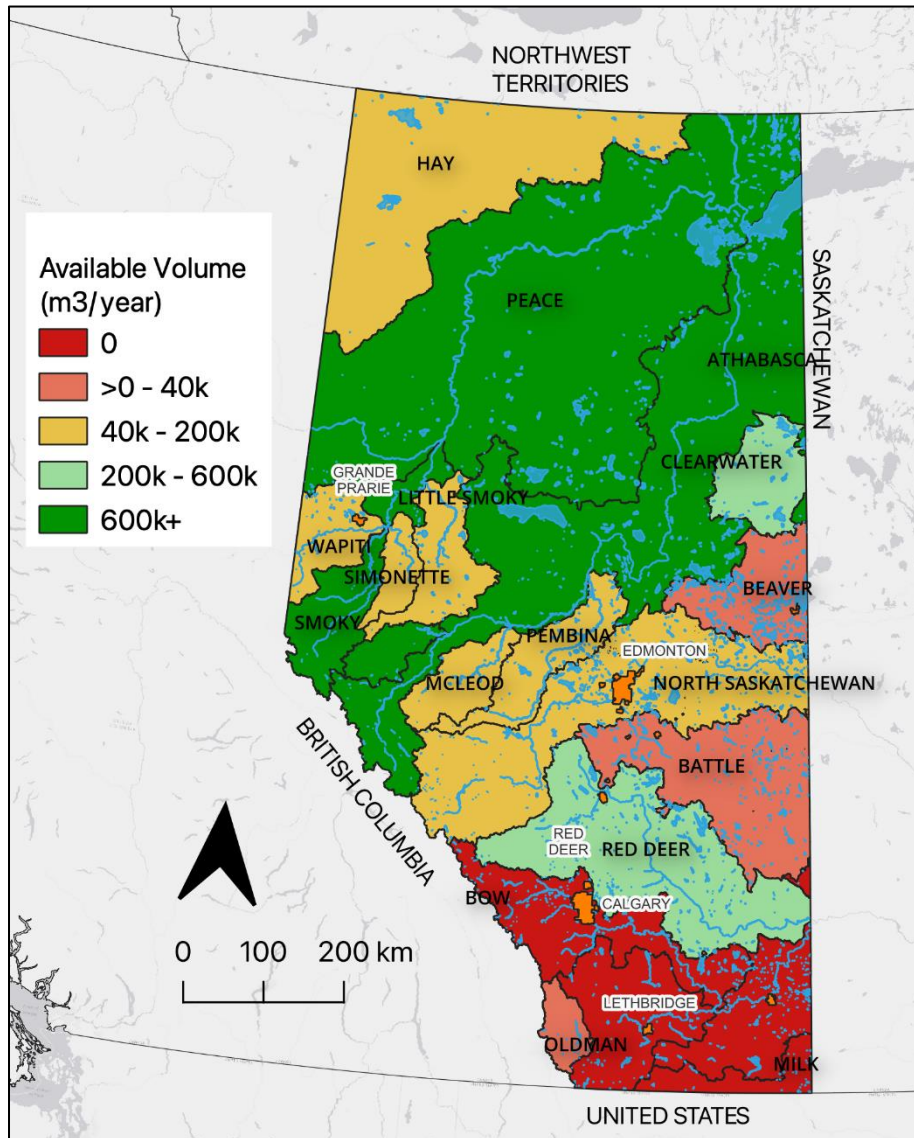 NORTHWEST
TERRITORIES
HAY
Available Volume
(m3/year)
0
>0 - 40k
40k - 200k
200k - 600k
600k+
PEACE
SASKATCHEWAN
ATHABASCA
CLEARWATER
GRANDE
PRARIE
LITTLE SMOKY
WAPITI
SIMONETTE
BEAVER
SMOKY
PEMBINA
EDMONTON
MCLEOD
NORTH SASKATCHEWAN
BRITISH COLUMBIA
BATTLE
RED
DEER
RED DEER
BOW
CALGARY
0 100 200 km
LETHBRIDGE
OLDMAN
MILK
UNITED STATES